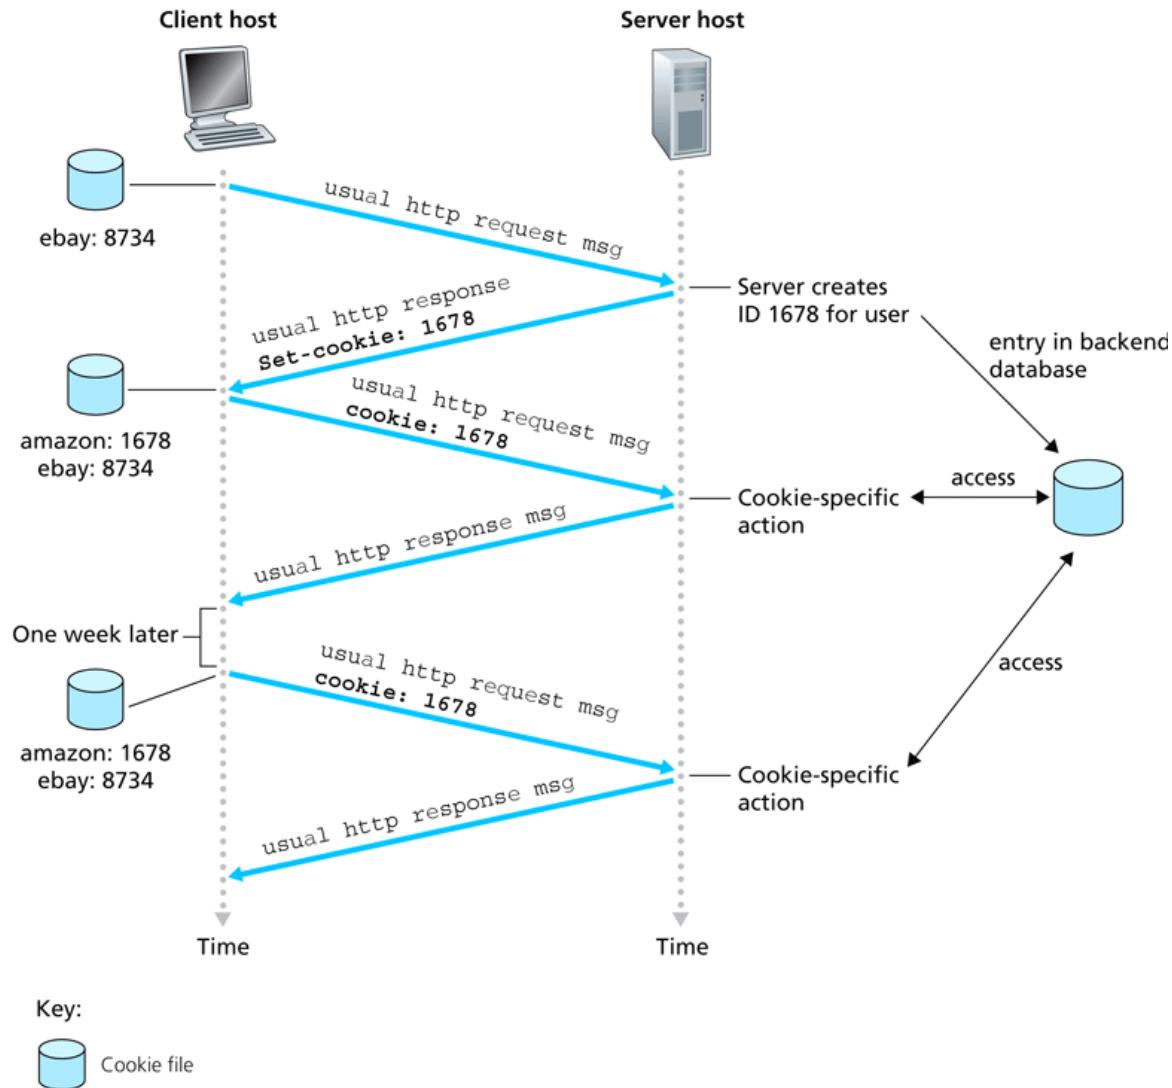 Client host
Server host
usual http request msg
ebay: 8734
Server creates
ID 1678 for user
usual http response
Set-cookie: 1678
entry in backend
database
usual http request msg
cookie: 1678
amazon: 1678
ebay: 8734
access
Cookie-specific
action
usual http response msg
One week later
usual http request msg
cookie: 1678
access
amazon: 1678
ebay: 8734
Cookie-specific
action
usual http response msg
Time
Time
Key:
Cookie file